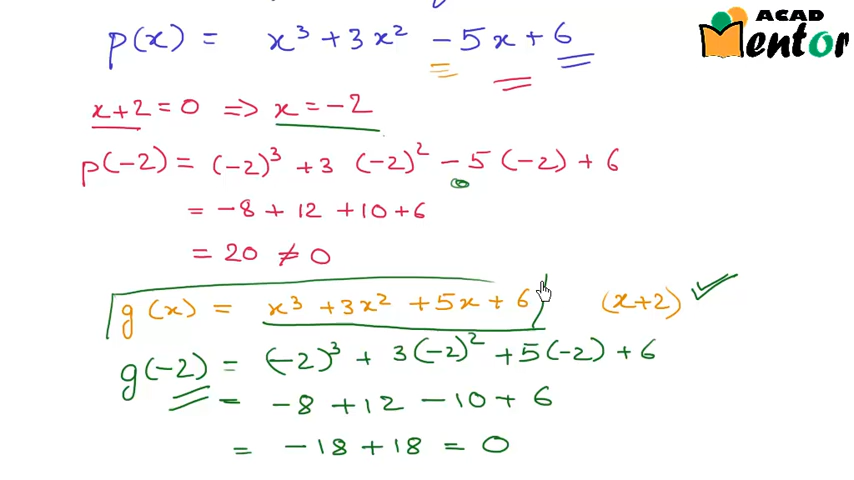 ACAD
Mentor
p(x) = x³ + 3x² - 5x + 6
x+2 = 0 => x = -2
p(-2) = (-2)³ + 3 (-2)² - 5 (-2) + 6
= -8 + 12 + 10 + 6
= 20 ≠ 0
g(x) = x³ + 3x² + 5x + 6 (x+2) ✓
g(-2) = (-2)³ + 3(-2)² + 5(-2) + 6
= -8 + 12 - 10 + 6
= -18 + 18 = 0